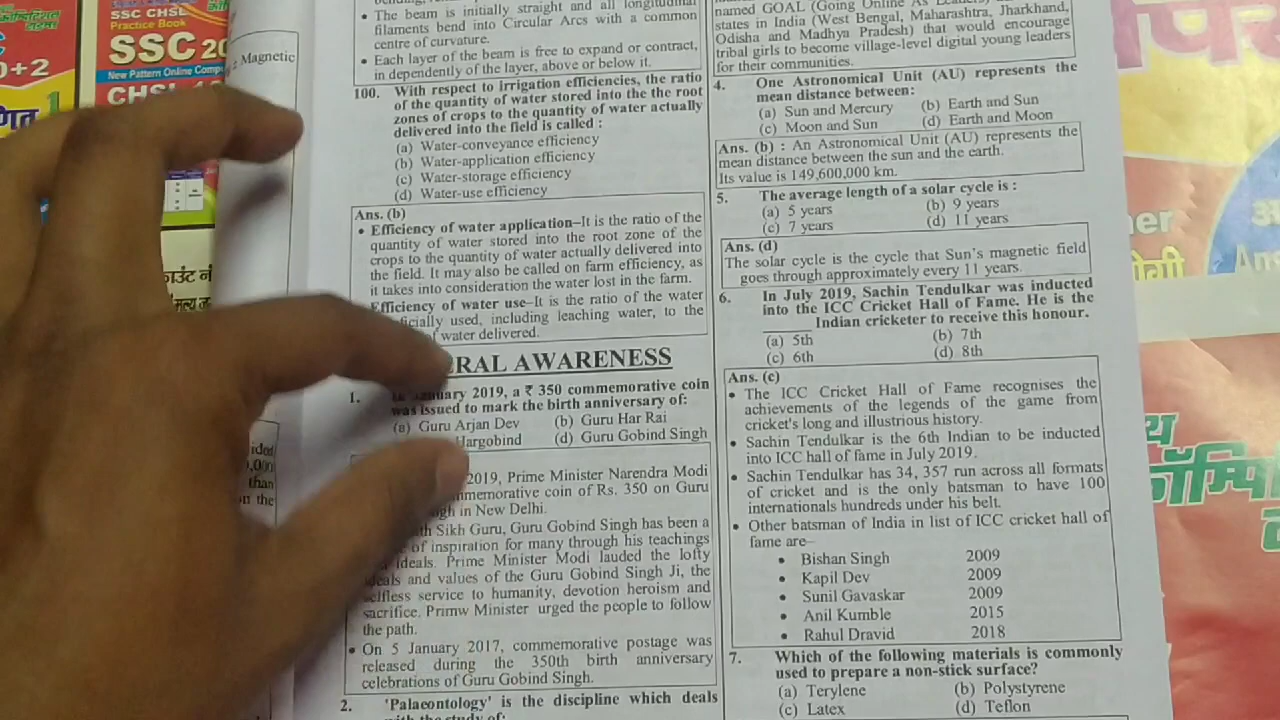 SSC CHSL
Practice Book
SSC 20
New Pattern Online Comp
CHSL
0+2
Magnetic
• The beam is initially straight and all longitudinal
filaments bend into Circular Arcs with a common
centre of curvature.
• Each layer of the beam is free to expand or contract,
in dependently of the layer, above or below it.
100. With respect to irrigation efficiencies, the ratio
of the quantity of water stored into the the root
zones of crops to the quantity of water actually
delivered into the field is called :
(a) Water-conveyance efficiency
(b) Water-application efficiency
(c) Water-storage efficiency
(d) Water-use efficiency
Ans. (b)
• Efficiency of water application–It is the ratio of the
quantity of water stored into the root zone of the
crops to the quantity of water actually delivered into
the field. It may also be called on farm efficiency, as
it takes into consideration the water lost in the farm.
Efficiency of water use–It is the ratio of the water
ficially used, including leaching water, to the
of water delivered.
RAL AWARENESS
1. January 2019, a ₹ 350 commemorative coin
was issued to mark the birth anniversary of:
(a) Guru Arjan Dev (b) Guru Har Rai
Hargobind (d) Guru Gobind Singh
2019, Prime Minister Narendra Modi
mmemorative coin of Rs. 350 on Guru
gh in New Delhi.
th Sikh Guru, Guru Gobind Singh has been a
of inspiration for many through his teachings
ideals. Prime Minister Modi lauded the lofty
eals and values of the Guru Gobind Singh Ji, the
elfless service to humanity, devotion heroism and
sacrifice. Primw Minister urged the people to follow
the path.
• On 5 January 2017, commemorative postage was
released during the 350th birth anniversary
celebrations of Guru Gobind Singh.
2. 'Palaeontology' is the discipline which deals
with the study of:
named GOAL (Going Online As Leaders)
states in India (West Bengal, Maharashtra, Jharkhand,
Odisha and Madhya Pradesh) that would encourage
tribal girls to become village-level digital young leaders
for their communities.
4. One Astronomical Unit (AU) represents the
mean distance between:
(a) Sun and Mercury (b) Earth and Sun
(c) Moon and Sun (d) Earth and Moon
Ans. (b) : An Astronomical Unit (AU) represents the
mean distance between the sun and the earth.
Its value is 149,600,000 km.
5. The average length of a solar cycle is :
(a) 5 years (b) 9 years
(c) 7 years (d) 11 years
Ans. (d)
The solar cycle is the cycle that Sun's magnetic field
goes through approximately every 11 years.
6. In July 2019, Sachin Tendulkar was inducted
into the ICC Cricket Hall of Fame. He is the
________ Indian cricketer to receive this honour.
(a) 5th (b) 7th
(c) 6th (d) 8th
Ans. (c)
• The ICC Cricket Hall of Fame recognises the
achievements of the legends of the game from
cricket's long and illustrious history.
• Sachin Tendulkar is the 6th Indian to be inducted
into ICC hall of fame in July 2019.
• Sachin Tendulkar has 34, 357 run across all formats
of cricket and is the only batsman to have 100
internationals hundreds under his belt.
• Other batsman of India in list of ICC cricket hall of
fame are–
• Bishan Singh 2009
• Kapil Dev 2009
• Sunil Gavaskar 2009
• Anil Kumble 2015
• Rahul Dravid 2018
7. Which of the following materials is commonly
used to prepare a non-stick surface?
(a) Terylene (b) Polystyrene
(c) Latex (d) Teflon